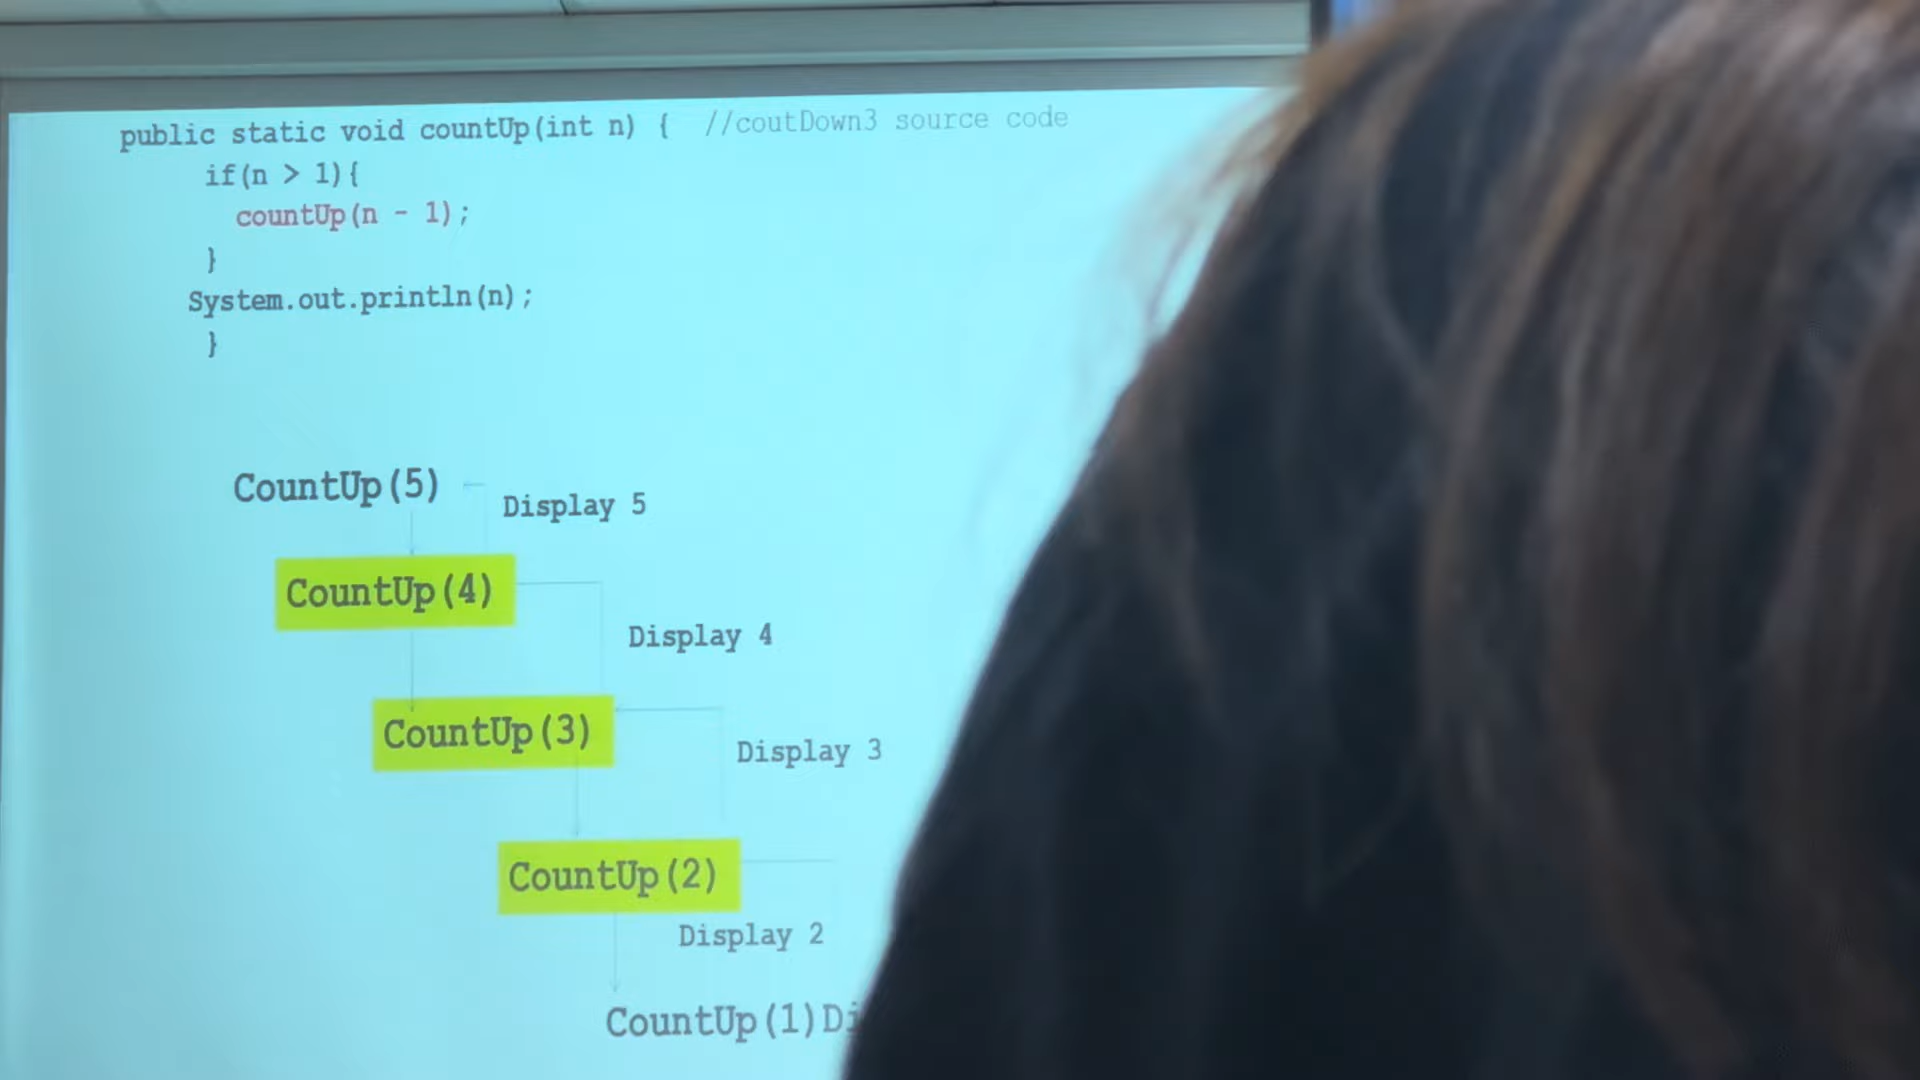 public static void countUp(int n) { //coutDown3 source code
if(n > 1){
countUp(n - 1);
}
System.out.println(n);
}
CountUp(5)
Display 5
CountUp(4)
Display 4
CountUp(3)
Display 3
CountUp(2)
Display 2
CountUp(1)